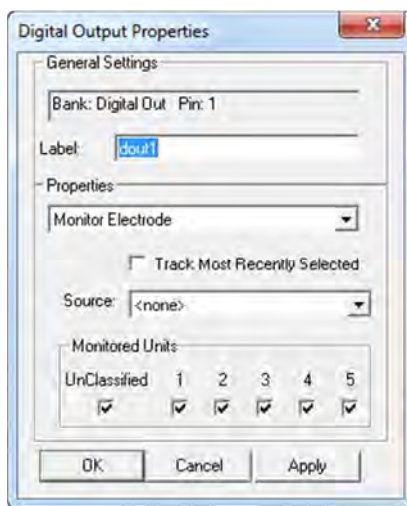 Digital Output Properties
General Settings
Bank: Digital Out Pin: 1
Label: dout1
Properties
Monitor Electrode
Track Most Recently Selected
Source: <none>
Monitored Units
UnClassified 1 2 3 4 5
OK Cancel Apply